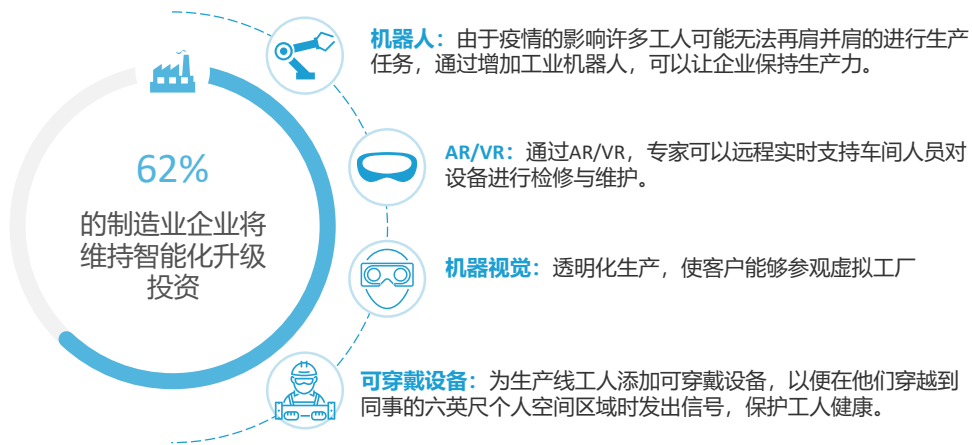 62%
的制造业企业将
维持智能化升级
投资
机器人：由于疫情的影响许多工人可能无法再肩并肩的进行生产
任务，通过增加工业机器人，可以让企业保持生产力。
AR/VR：通过AR/VR，专家可以远程实时支持车间人员对
设备进行检修与维护。
机器视觉：透明化生产，使客户能够参观虚拟工厂
可穿戴设备：为生产线工人添加可穿戴设备，以便在他们穿越到
同事的六英尺个人空间区域时发出信号，保护工人健康。